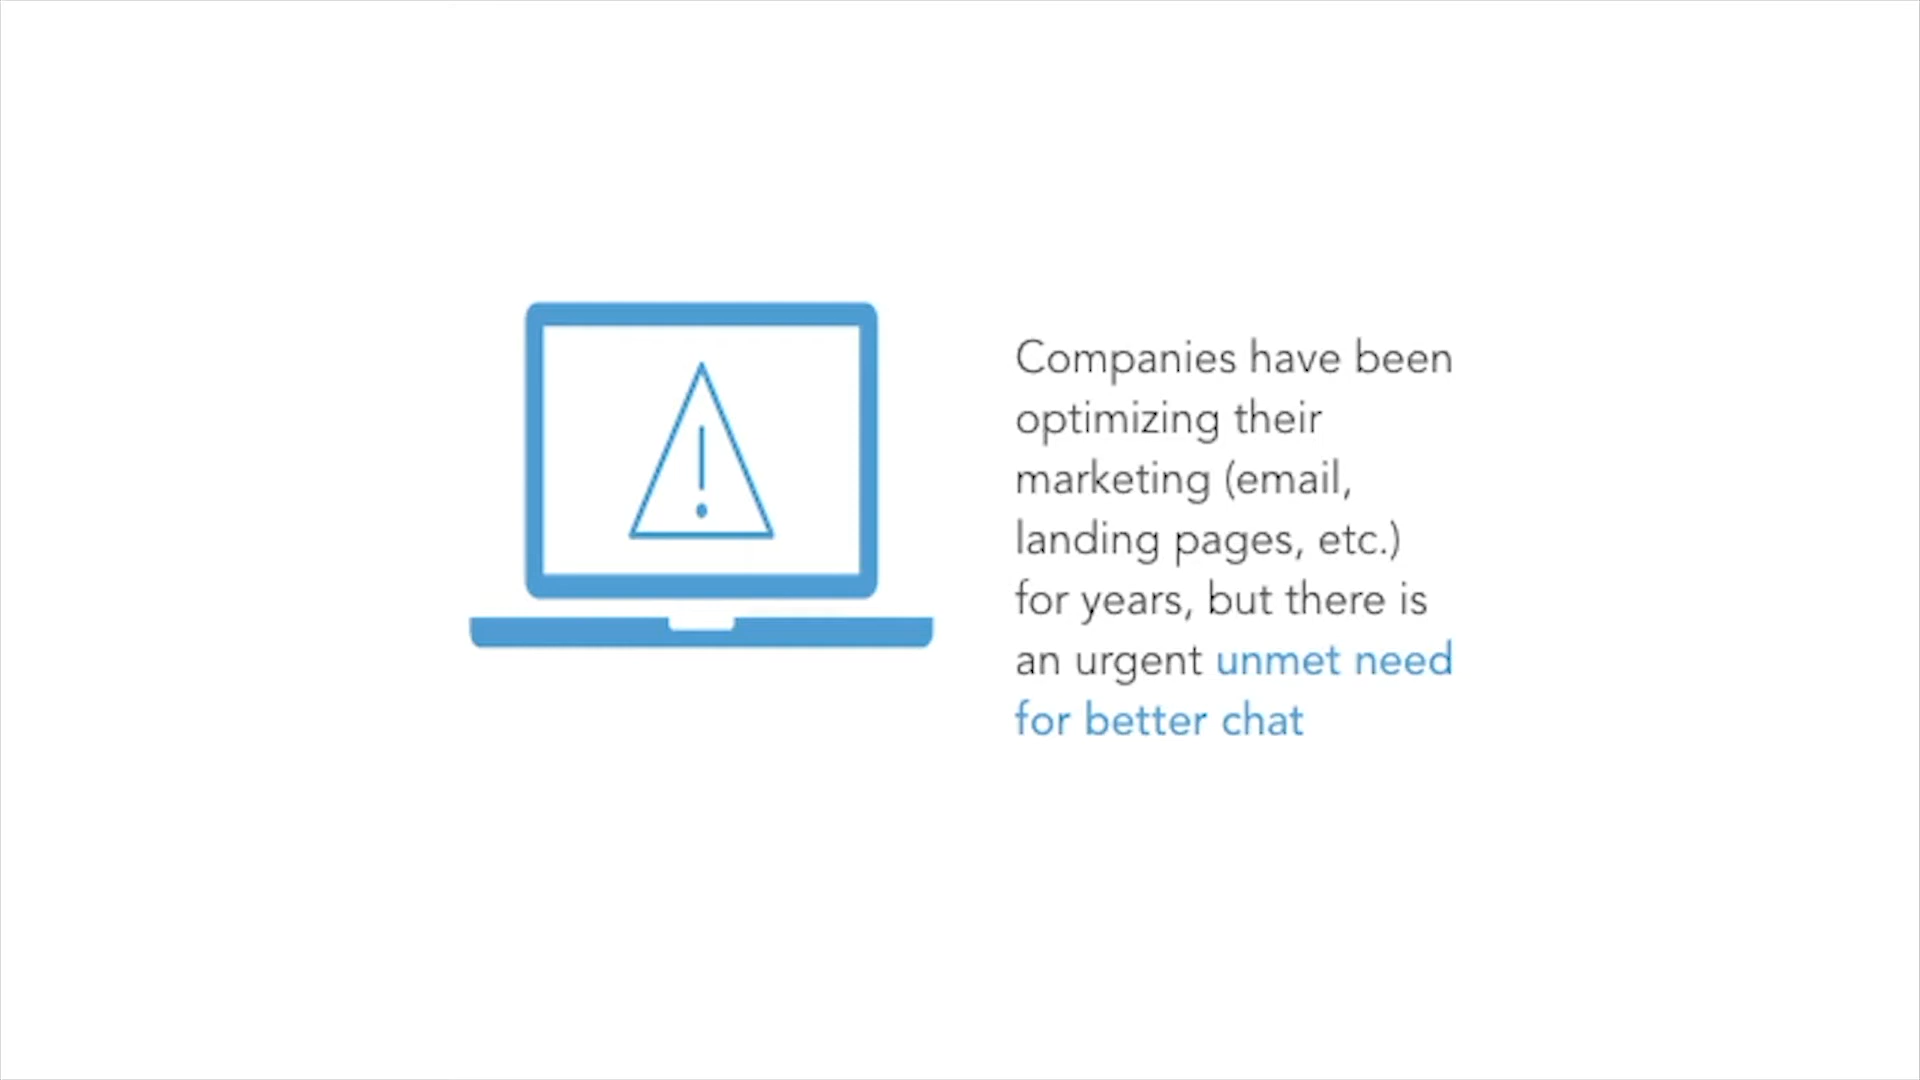 Companies have been
optimizing their
marketing (email,
landing pages, etc.)
for years, but there is
an urgent unmet need
for better chat